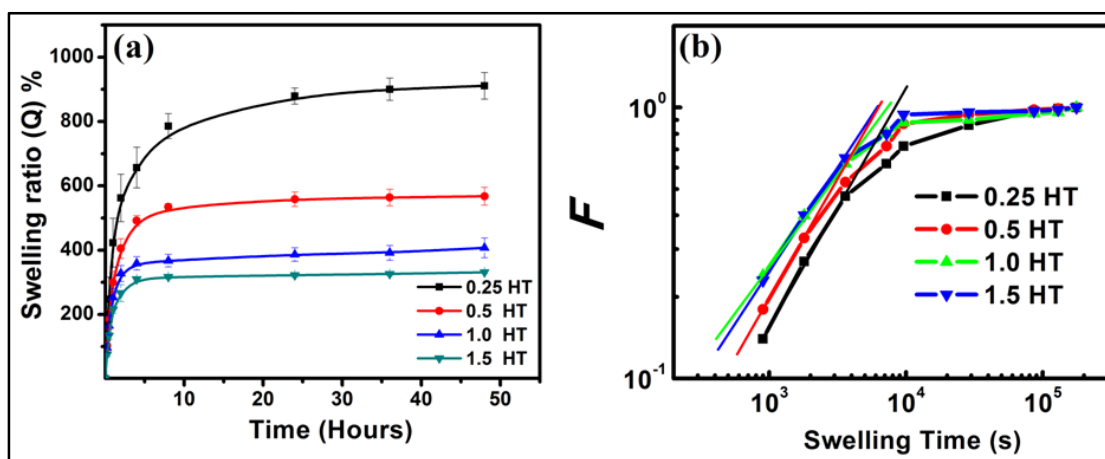 (a)
Swelling ratio (Q) %
1000
800
600
400
200
0.25 HT
0.5 HT
1.0 HT
1.5 HT
10 20 30 40 50
Time (Hours)
(b)
F
10⁰
10⁻¹
0.25 HT
0.5 HT
1.0 HT
1.5 HT
10³ 10⁴ 10⁵
Swelling Time (s)